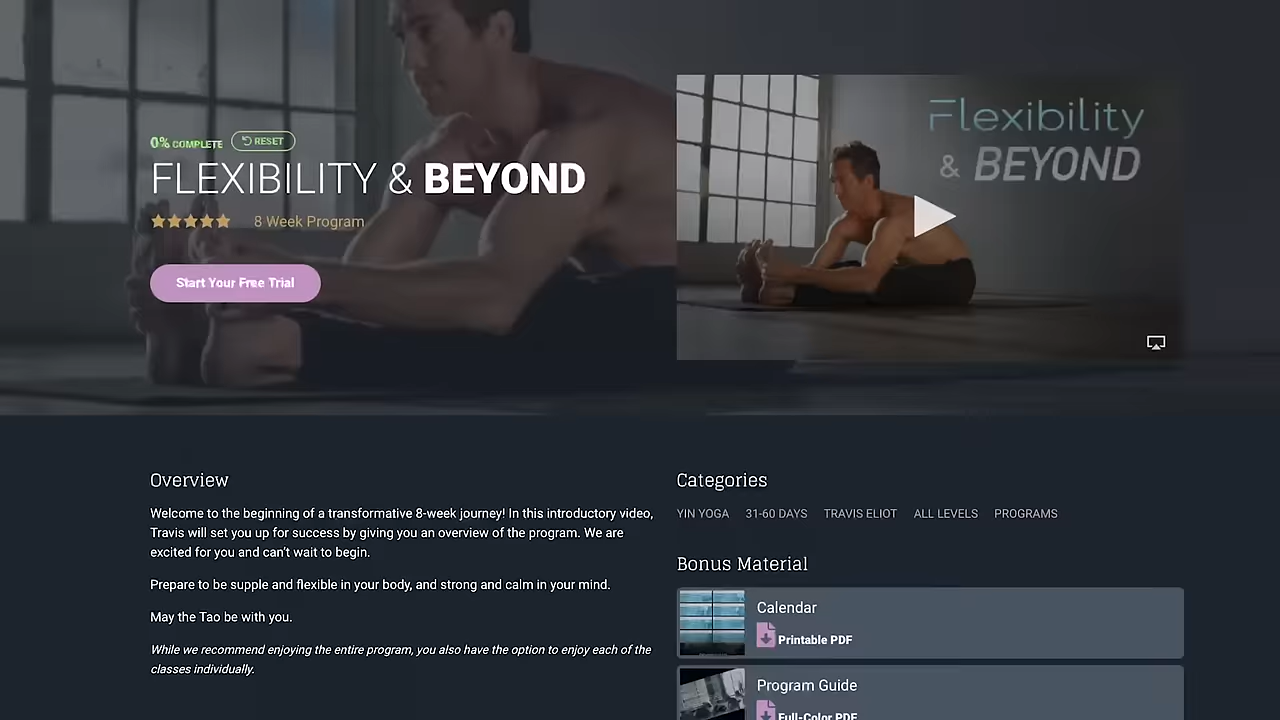 0% COMPLETE RESET
FLEXIBILITY & BEYOND
8 Week Program
Start Your Free Trial
Flexibility
& BEYOND
Overview
Welcome to the beginning of a transformative 8-week journey! In this introductory video,
Travis will set you up for success by giving you an overview of the program. We are
excited for you and can't wait to begin.
Prepare to be supple and flexible in your body, and strong and calm in your mind.
May the Tao be with you.
While we recommend enjoying the entire program, you also have the option to enjoy each of the
classes individually.
Categories
YIN YOGA 31-60 DAYS TRAVIS ELIOT ALL LEVELS PROGRAMS
Bonus Material
Calendar
Printable PDF
Program Guide
Full-Color PDF